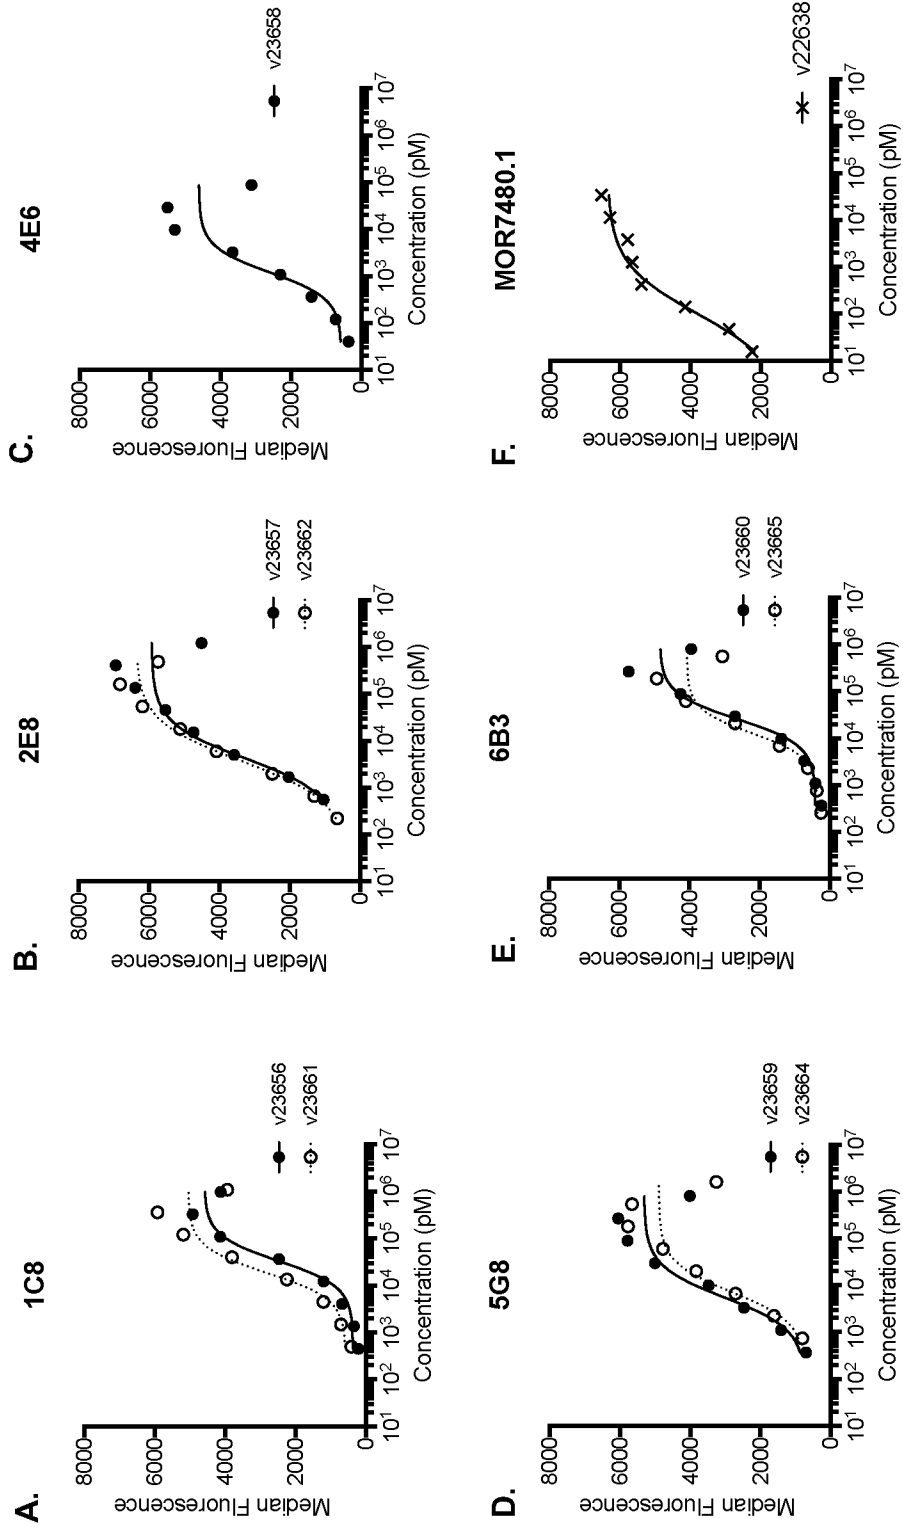 A.
1C8
Median Fluorescence
8000
6000
4000
2000
0
10¹ 10² 10³ 10⁴ 10⁵ 10⁶ 10⁷
Concentration (pM)
v23656
v23661
B.
2E8
Median Fluorescence
8000
6000
4000
2000
0
10¹ 10² 10³ 10⁴ 10⁵ 10⁶ 10⁷
Concentration (pM)
v23657
v23662
C.
4E6
Median Fluorescence
8000
6000
4000
2000
0
10¹ 10² 10³ 10⁴ 10⁵ 10⁶ 10⁷
Concentration (pM)
v23658
D.
5G8
Median Fluorescence
8000
6000
4000
2000
0
10¹ 10² 10³ 10⁴ 10⁵ 10⁶ 10⁷
Concentration (pM)
v23659
v23664
E.
6B3
Median Fluorescence
8000
6000
4000
2000
0
10¹ 10² 10³ 10⁴ 10⁵ 10⁶ 10⁷
Concentration (pM)
v23660
v23665
F.
MOR7480.1
Median Fluorescence
8000
6000
4000
2000
0
10¹ 10² 10³ 10⁴ 10⁵ 10⁶ 10⁷
Concentration (pM)
v22638